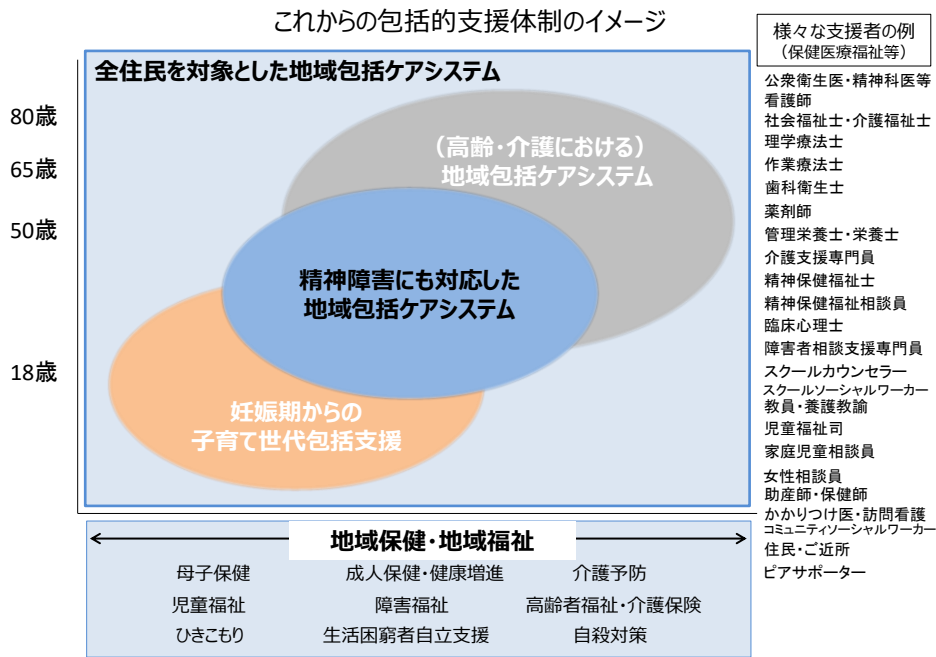 これからの包括的支援体制のイメージ
全住民を対象とした地域包括ケアシステム
80歳
65歳
50歳
18歳
（高齢・介護における）
地域包括ケアシステム
精神障害にも対応した
地域包括ケアシステム
妊娠期からの
子育て世代包括支援
地域保健・地域福祉
母子保健 成人保健・健康増進 介護予防
児童福祉 障害福祉 高齢者福祉・介護保険
ひきこもり 生活困窮者自立支援 自殺対策
様々な支援者の例
（保健医療福祉等）
公衆衛生医・精神科医等
看護師
社会福祉士・介護福祉士
理学療法士
作業療法士
歯科衛生士
薬剤師
管理栄養士・栄養士
介護支援専門員
精神保健福祉士
精神保健福祉相談員
臨床心理士
障害者相談支援専門員
スクールカウンセラー
スクールソーシャルワーカー
教員・養護教諭
児童福祉司
家庭児童相談員
女性相談員
助産師・保健師
かかりつけ医・訪問看護
コミュニティソーシャルワーカー
住民・ご近所
ピアサポーター